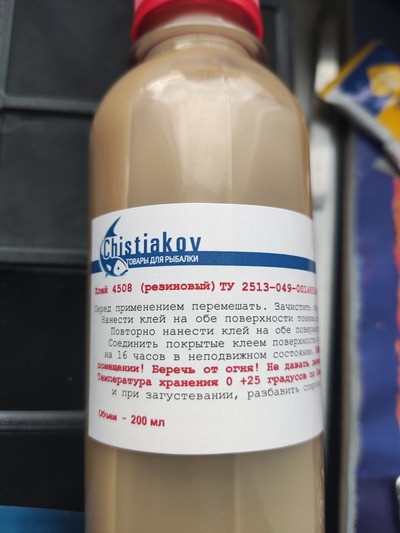 Chistiakov
ТОВАРЫ ДЛЯ РЫБАЛКИ
Клей 4508 (резиновый) ТУ 2513-049-
Перед применением перемешать.
Нанести клей на обе поверхности
Повторно нанести клей на обе
Соединить покрытые клеем
на 16 часов в неподвижном состоянии.
помещении! Беречь от огня! Не давать
Температура хранения 0 +25 градусов по
и при загустевании, разбавить
Объем - 200 мл